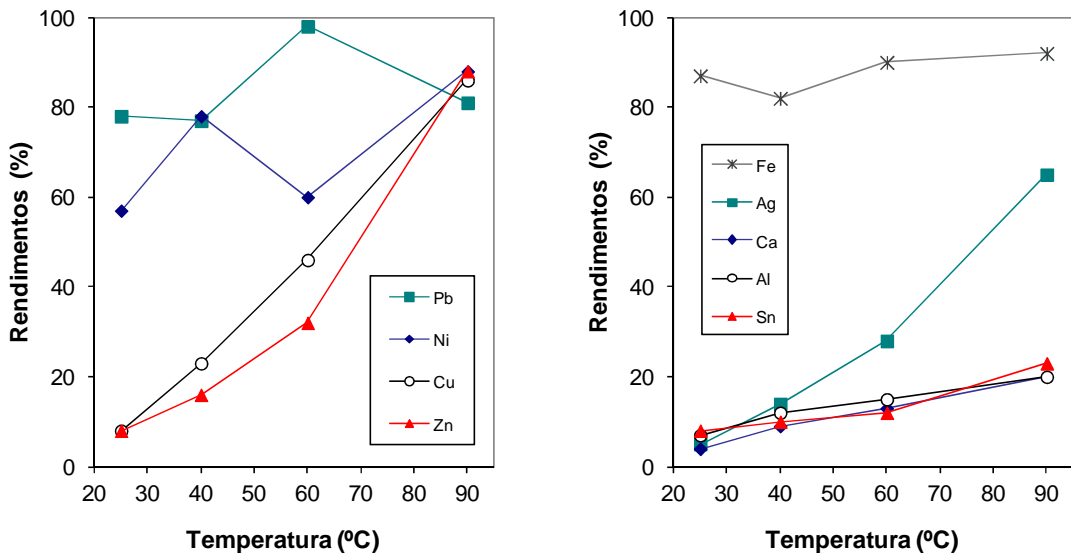 Rendimentos (%)
100
80
60
40
20
0
Pb
Ni
Cu
Zn
20 30 40 50 60 70 80 90
Temperatura (ºC)
Rendimentos (%)
100
80
60
40
20
0
Fe
Ag
Ca
Al
Sn
20 30 40 50 60 70 80 90
Temperatura (ºC)